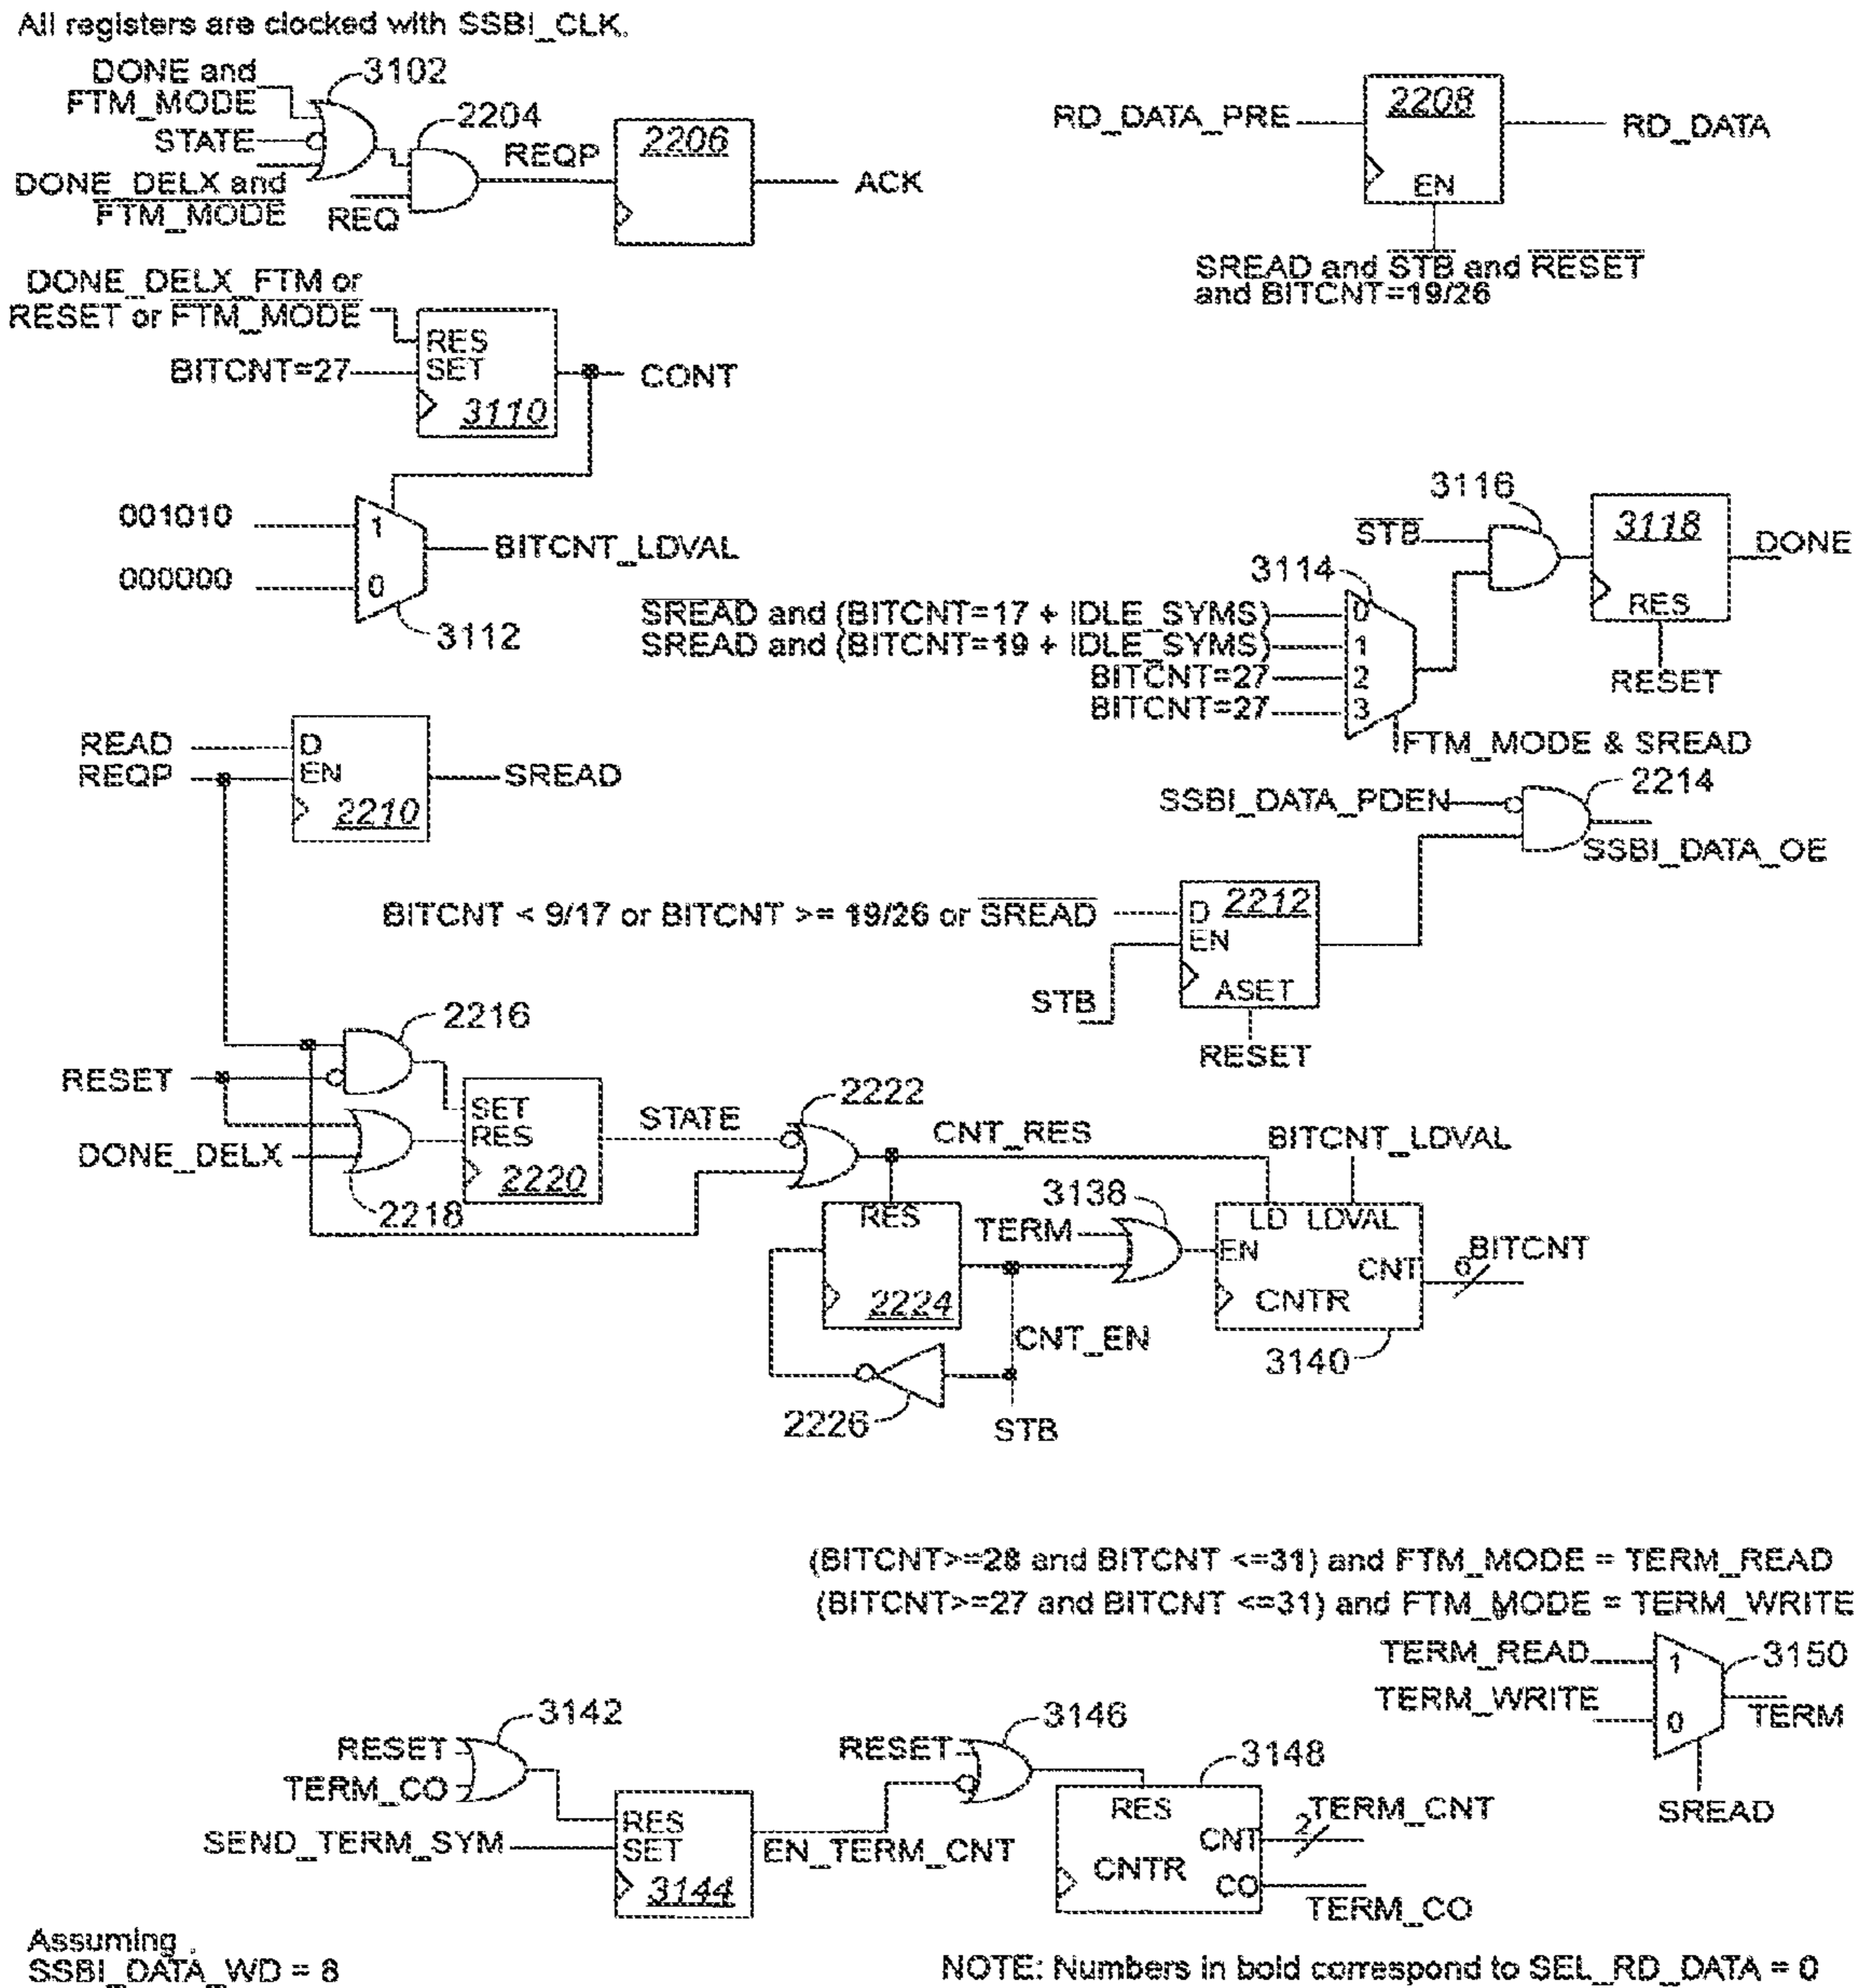 All registers are clocked with SSBI_CLK.
DONE and
FTM_MODE
3102
STATE
DONE_DELX and
FTM_MODE
2204
REQ
REQP
2206
ACK
RD_DATA_PRE
2208
EN
RD_DATA
SREAD and STB and RESET
and BITCNT=19/26
DONE_DELX_FTM or
RESET or FTM_MODE
BITCNT=27
RES
SET
3110
CONT
001010
000000
1
0
BITCNT_LDVAL
3112
3116
STB
3118
RES
DONE
RESET
3114
SREAD and (BITCNT=17 + IDLE_SYMS)
SREAD and (BITCNT=19 + IDLE_SYMS)
BITCNT=27
BITCNT=27
0
1
2
3
FTM_MODE & SREAD
READ
REQP
D
EN
2210
SREAD
SSBI_DATA_PDEN
2214
SSBI_DATA_OE
BITCNT < 9/17 or BITCNT >= 19/26 or SREAD
D
EN
2212
ASET
STB
RESET
2216
RESET
DONE_DELX
2218
SET
RES
2220
STATE
2222
CNT_RES
BITCNT_LDVAL
RES
2224
TERM
3138
LD LDVAL
EN
CNT
CNTR
6
BITCNT
3140
CNT_EN
2226
STB
(BITCNT>=28 and BITCNT <=31) and FTM_MODE = TERM_READ
(BITCNT>=27 and BITCNT <=31) and FTM_MODE = TERM_WRITE
TERM_READ
TERM_WRITE
1
0
3150
TERM
SREAD
3142
RESET
TERM_CO
SEND_TERM_SYM
RES
SET
3144
EN_TERM_CNT
RESET
3146
3148
RES
CNT
CNTR
CO
2
TERM_CNT
TERM_CO
Assuming
SSBI_DATA_WD = 8
NOTE: Numbers in bold correspond to SEL_RD_DATA = 0